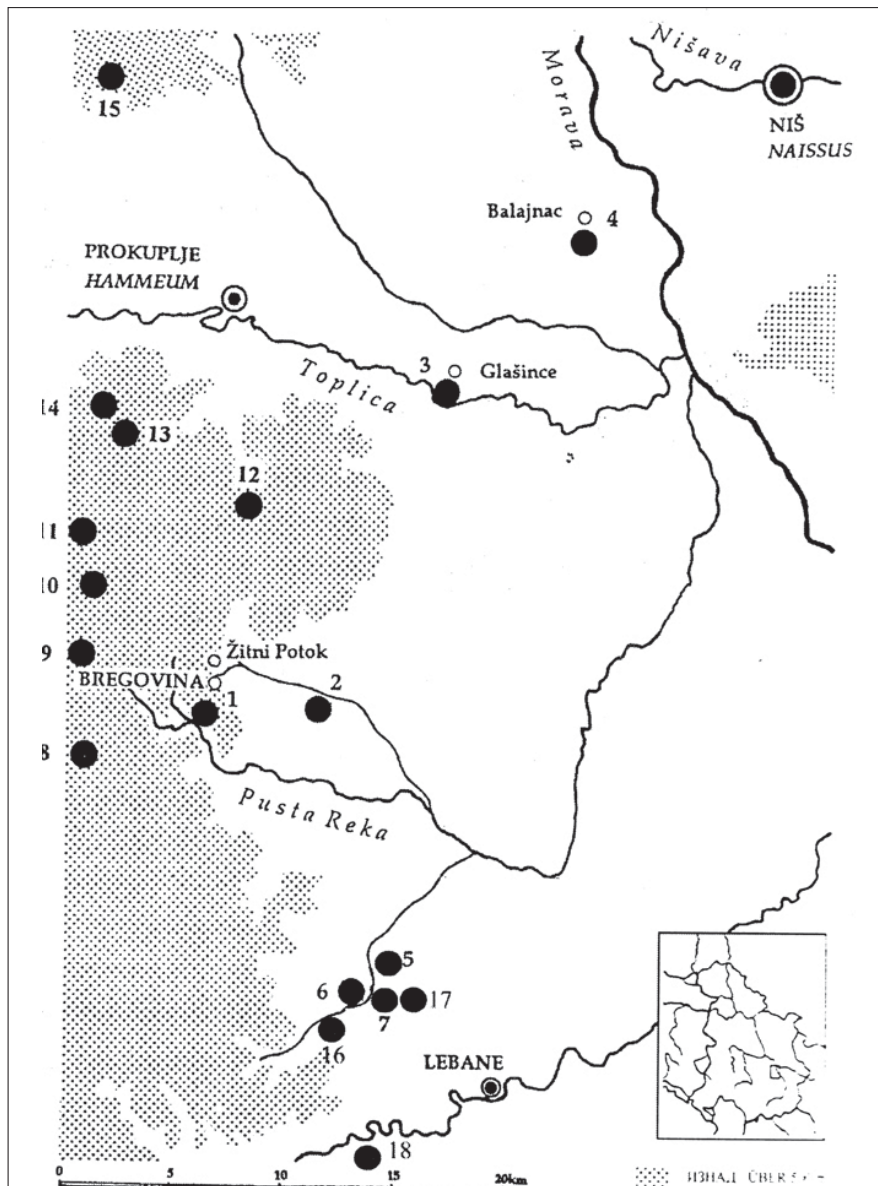 Nišava
Morava
15
NIŠ
NAISSUS
Balajnac
4
PROKUPLJE
HAMMEUM
3
Glašince
Toplica
14
13
12
11
10
9
Žitni Potok
BREGOVINA
1
2
8
Pusta Reka
5
6
7
17
16
LEBANE
18
0 5 10 15 20km
ИЗНАД ÜBER